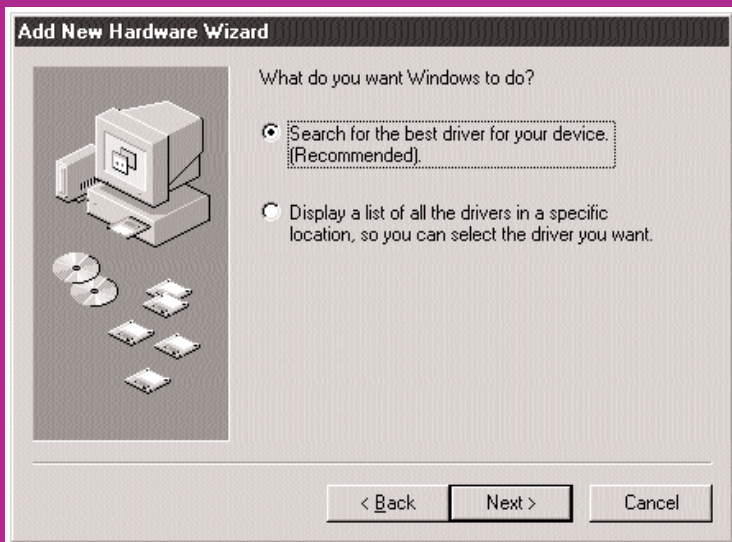 Add New Hardware Wizard
What do you want Windows to do?
Search for the best driver for your device.
(Recommended).
Display a list of all the drivers in a specific
location, so you can select the driver you want.
< Back
Next >
Cancel